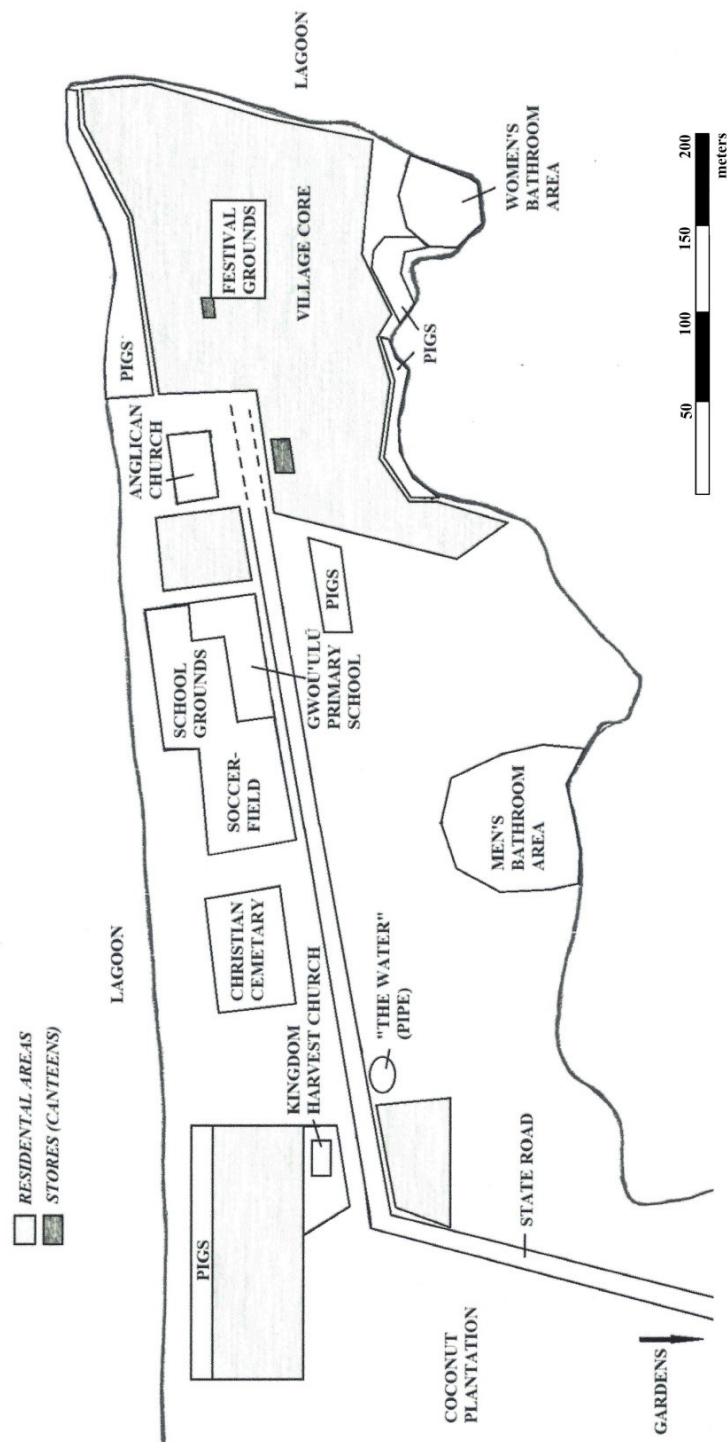 RESIDENTAL AREAS
STORES (CANTEENS)
LAGOON
LAGOON
PIGS
ANGLICAN
CHURCH
FESTIVAL
GROUNDS
VILLAGE CORE
SCHOOL
GROUNDS
SOCCER-
FIELD
GWOU'ULÛ
PRIMARY
SCHOOL
PIGS
PIGS
WOMEN'S
BATHROOM
AREA
CHRISTIAN
CEMETARY
KINGDOM
HARVEST CHURCH
PIGS
"THE WATER"
(PIPE)
MEN'S
BATHROOM
AREA
STATE ROAD
COCONUT
PLANTATION
GARDENS
50
100
150
200
meters